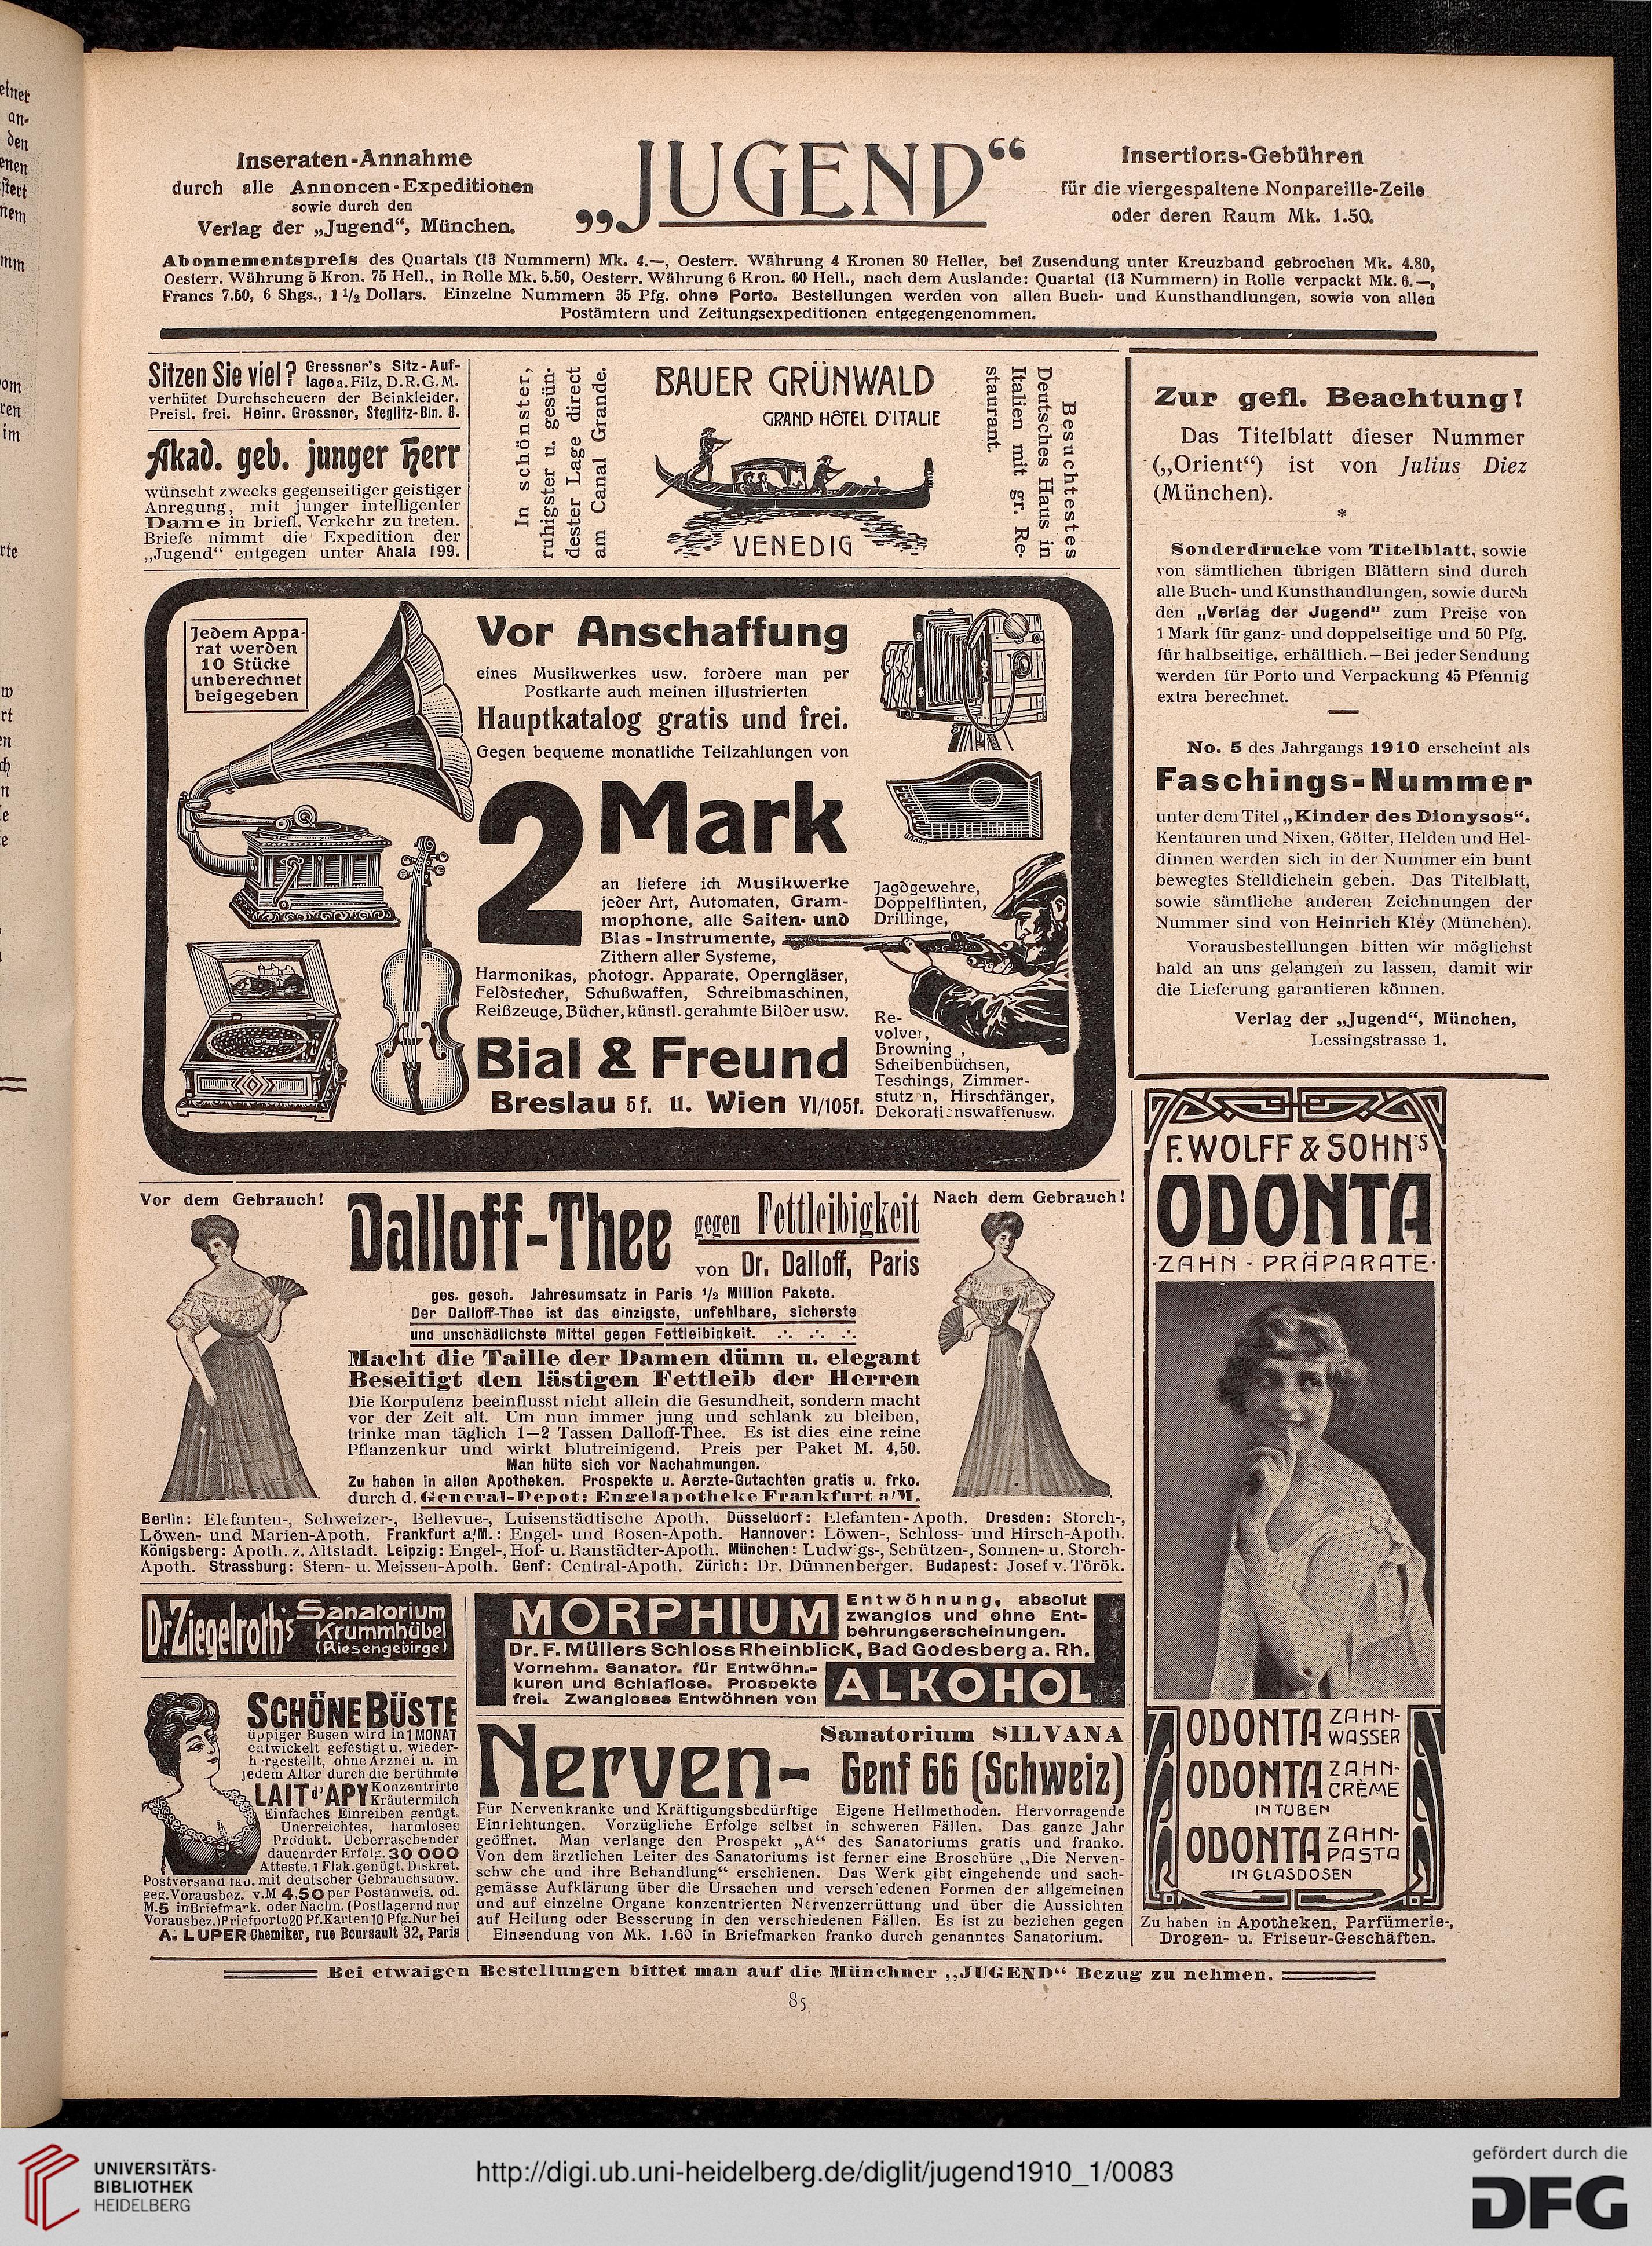 Inseraten-Annahme
durch alle Annoncen-Expeditionen
sowie durch den
Verlag der „Jugend“, München.
„JUGEND“
Insertions-Gebühren
für die viergespaltene Nonpareille-Zeile
oder deren Raum Mk. 1.50.
Abonnementspreis des Quartals (13 Nummern) Mk. 4.—, Oesterr. Währung 4 Kronen 80 Heller, bei Zusendung unter Kreuzband gebrochen Mk. 4.80,
Oesterr. Währung 5 Kron. 75 Hell., in Rolle Mk. 5.50, Oesterr. Währung 6 Kron. 60 Hell., nach dem Auslande: Quartal (13 Nummern) in Rolle verpackt Mk. 6.—,
Francs 7.50, 6 Shgs., 1 1/2 Dollars. Einzelne Nummern 35 Pfg. ohne Porto. Bestellungen werden von allen Buch- und Kunsthandlungen, sowie von allen
Postämtern und Zeitungsexpeditionen entgegengenommen.
Sitzen Sie viel? Gressner's Sitz-Auf-
lage a. Filz, D.R.G.M.
verhütet Durchscheuern der Beinkleider.
Preisl. frei. Heinr. Gressner, Steglitz-Bln. 8.
Akad. geb. junger Herr
wünscht zwecks gegenseitiger geistiger
Anregung, mit junger intelligenter
Dame in briefl. Verkehr zu treten.
Briefe nimmt die Expedition der
„Jugend“ entgegen unter Ahala 199.
In schönster,
ruhigster u. gesün-
dester Lage direct
am Canal Grande.
BAUER GRÜNWALD
GRAND HÔTEL D'ITALIE
VENEDIG
Besuchtestes
Deutsches Haus in
Italien mit gr. Re-
staurant.
Jedem Appa-
rat werden
10 Stücke
unberechnet
beigegeben
Vor Anschaffung
eines Musikwerkes usw. fordere man per
Postkarte auch meinen illustrierten
Hauptkatalog gratis und frei.
Gegen bequeme monatliche Teilzahlungen von
2 Mark
an liefere ich Musikwerke
jeder Art, Automaten, Gram-
mophone, alle Saiten- und
Blas-Instrumente,
Zithern aller Systeme,
Harmonikas, photogr. Apparate, Operngläser,
Feldstecher, Schußwaffen, Schreibmaschinen,
Reißzeuge, Bücher, künstl. gerahmte Bilder usw.
Bial & Freund
Breslau 5 f. u. Wien VI/105f.
Jagdgewehre,
Doppelflinten,
Drillinge,
Re-
volver,
Browning,
Scheibenbüchsen,
Teschings, Zimmer-
stutzn, Hirschfänger,
Dekorationswaffen usw.
Zur gefl. Beachtung!
Das Titelblatt dieser Nummer
(„Orient“) ist von Julius Diez
(München).
*
Sonderdrucke vom Titelblatt, sowie
von sämtlichen übrigen Blättern sind durch
alle Buch- und Kunsthandlungen, sowie durch
den „Verlag der Jugend“ zum Preise von
1 Mark für ganz- und doppelseitige und 50 Pfg.
für halbseitige, erhältlich.—Bei jeder Sendung
werden für Porto und Verpackung 45 Pfennig
extra berechnet.
No. 5 des Jahrgangs 1910 erscheint als
Faschings-Nummer
unter dem Titel „Kinder des Dionysos“.
Kentauren und Nixen, Götter, Helden und Hel-
dinnen werden sich in der Nummer ein bunt
bewegtes Stelldichein geben. Das Titelblatt,
sowie sämtliche anderen Zeichnungen der
Nummer sind von Heinrich Kley (München).
Vorausbestellungen bitten wir möglichst
bald an uns gelangen zu lassen, damit wir
die Lieferung garantieren können.
Verlag der „Jugend“, München,
Lessingstrasse 1.
Vor dem Gebrauch!
Dalloff-Thee gegen Fettleibigkeit
von Dr. Dalloff, Paris
Nach dem Gebrauch!
ges. gesch. Jahresumsatz in Paris 1/2 Million Pakete.
Der Dalloff-Thee ist das einzigste, unfehlbare, sicherste
und unschädlichste Mittel gegen Fettleibigkeit. ∴ ∴ ∴
Macht die Taille der Damen dünn u. elegant
Beseitigt den lästigen Fettleib der Herren
Die Korpulenz beeinflusst nicht allein die Gesundheit, sondern macht
vor der Zeit alt. Um nun immer jung und schlank zu bleiben,
trinke man täglich 1—2 Tassen Dalloff-Thee. Es ist dies eine reine
Pflanzenkur und wirkt blutreinigend. Preis per Paket M. 4,50.
Man hüte sich vor Nachahmungen.
Zu haben in allen Apotheken. Prospekte u. Aerzte-Gutachten gratis u. frko.
durch d. General-Depot: Engelapotheke Frankfurt a/M.
Berlin: Elefanten-, Schweizer-, Bellevue-, Luisenstädtische Apoth. Düsseldorf: Elefanten-Apoth. Dresden: Storch-,
Löwen- und Marien-Apoth. Frankfurt a/M.: Engel- und Rosen-Apoth. Hannover: Löwen-, Schloss- und Hirsch-Apoth.
Königsberg: Apoth. z. Altstadt. Leipzig: Engel-, Hof- u. Ranstädter-Apoth. München: Ludwigs-, Schützen-, Sonnen- u. Storch-
Apoth. Strassburg: Stern- u. Meissen-Apoth. Genf: Central-Apoth. Zürich: Dr. Dünnenberger. Budapest: Josef v. Török.
Dr. Ziegelroth's Sanatorium
Krummhübel
(Riesengebirge)
MORPHIUM
Entwöhnung, absolut
zwanglos und ohne Ent-
behrungserscheinungen.
Dr. F. Müllers Schloss Rheinblick, Bad Godesberg a. Rh.
Vornehm. Sanator. für Entwöhn.-
kuren und Schlaflose. Prospekte
frei. Zwangloses Entwöhnen von
ALKOHOL
SCHÖNE BÜSTE
üppiger Busen wird in 1 MONAT
entwickelt gefestigt u. wieder-
hergestellt, ohne Arznei u. in
jedem Alter durch die berühmte
LAIT d'APY Konzentrirte
Kräutermilch
Einfaches Einreiben genügt.
Unerreichtes, harmloses
Produkt. Ueberraschender
dauernder Erfolg. 30 000
Atteste. 1 Flak. genügt. Diskret.
Postversand fko. mit deutscher Gebrauchsanw.
geg. Vorausbez. v. M 4.50 per Postanweis. od.
M. 5 in Briefmark. oder Nachn. (Postlagernd nur
Vorausbez.) Priefporto 20 Pf. Karten 10 Pfg. Nur bei
A. LUPER Chemiker, rue Boursault 32, Paris
Nerven-
Sanatorium SILVANA
Genf 66 (Schweiz)
Für Nervenkranke und Kräftigungsbedürftige Eigene Heilmethoden. Hervorragende
Einrichtungen. Vorzügliche Erfolge selbst in schweren Fällen. Das ganze Jahr
geöffnet. Man verlange den Prospekt „A“ des Sanatoriums gratis und franko.
Von dem ärztlichen Leiter des Sanatoriums ist ferner eine Broschüre „Die Nerven-
schwäche und ihre Behandlung“ erschienen. Das Werk gibt eingehende und sach-
gemässe Aufklärung über die Ursachen und verschiedenen Formen der allgemeinen
und auf einzelne Organe konzentrierten Nervenzerrüttung und über die Aussichten
auf Heilung oder Besserung in den verschiedenen Fällen. Es ist zu beziehen gegen
Einsendung von Mk. 1.60 in Briefmarken franko durch genanntes Sanatorium.
F. WOLFF & SOHN'S
ODONTA
·ZAHN-PRÄPARATE·
ODONTA ZAHN-
WASSER
ODONTA ZAHN-
CRÈME
IN TUBEN
ODONTA ZAHN-
PASTA
IN GLASDOSEN
Zu haben in Apotheken, Parfümerie-,
Drogen- u. Friseur-Geschäften.
Bei etwaigen Bestellungen bittet man auf die Münchner „JUGEND“ Bezug zu nehmen.
85
UNIVERSITÄTS-
BIBLIOTHEK
HEIDELBERG
http://digi.ub.uni-heidelberg.de/diglit/jugend1910_1/0083
gefördert durch die
DFG